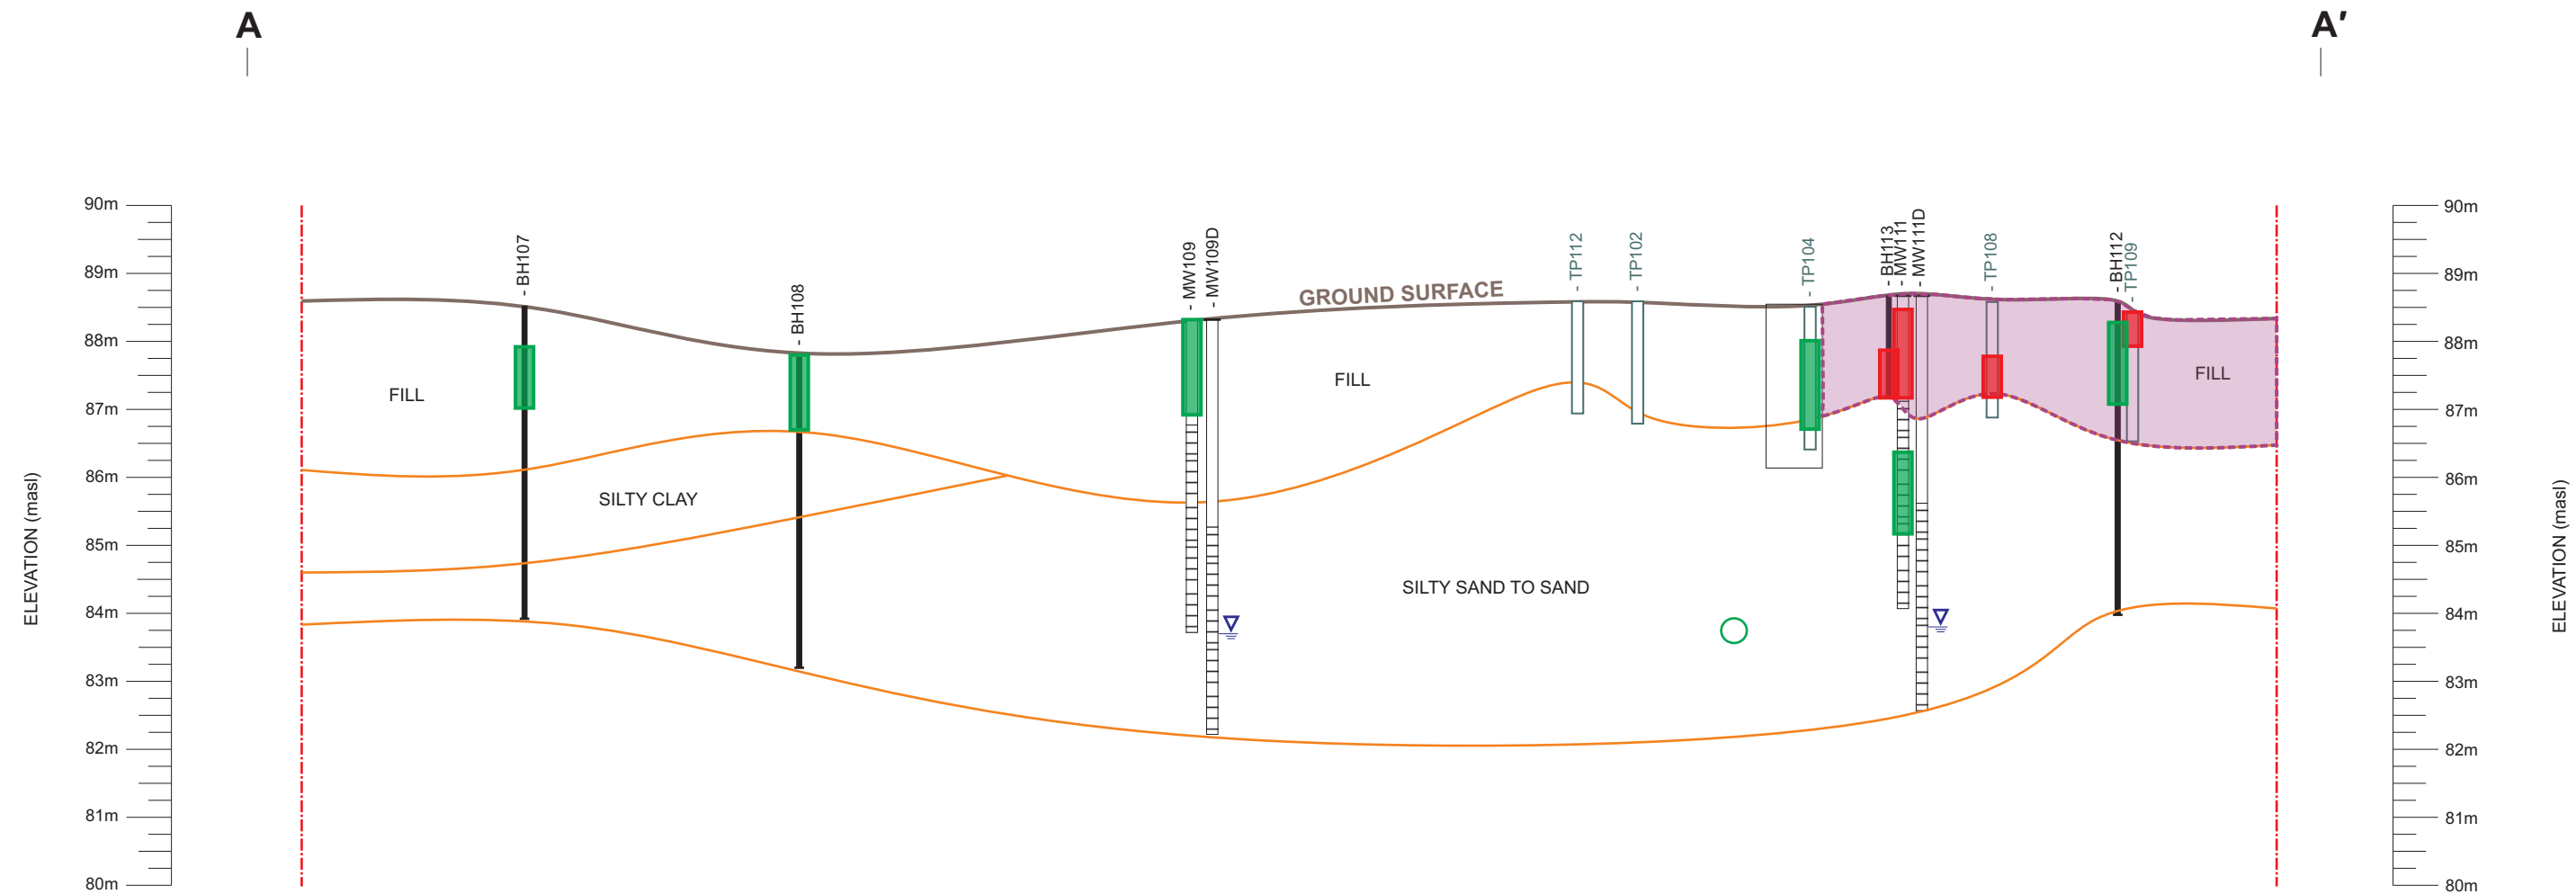 A
A′
90m
89m
88m
87m
86m
85m
84m
83m
82m
81m
80m
ELEVATION (masl)
- BH107
BH108 -
- MW109
- MW109D
GROUND SURFACE
- TP112
- TP102
- TP104
BH113 -
MW111 -
MW111D -
- TP108
BH112 -
TP109 -
FILL
FILL
FILL
SILTY CLAY
SILTY SAND TO SAND
90m
89m
88m
87m
86m
85m
84m
83m
82m
81m
80m
ELEVATION (masl)